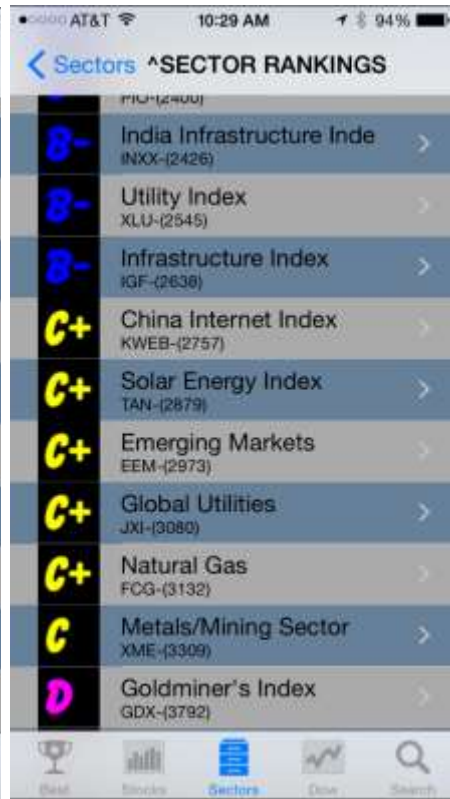 AT&T 10:29 AM 94%
Sectors ^SECTOR RANKINGS
PIO-(2400)
B- India Infrastructure Inde
INXX-(2426)
B- Utility Index
XLU-(2545)
B- Infrastructure Index
IGF-(2638)
C+ China Internet Index
KWEB-(2757)
C+ Solar Energy Index
TAN-(2879)
C+ Emerging Markets
EEM-(2973)
C+ Global Utilities
JXI-(3080)
C+ Natural Gas
FCG-(3132)
C Metals/Mining Sector
XME-(3309)
D Goldminer's Index
GDX-(3792)
Best Stocks Sectors Dow Search